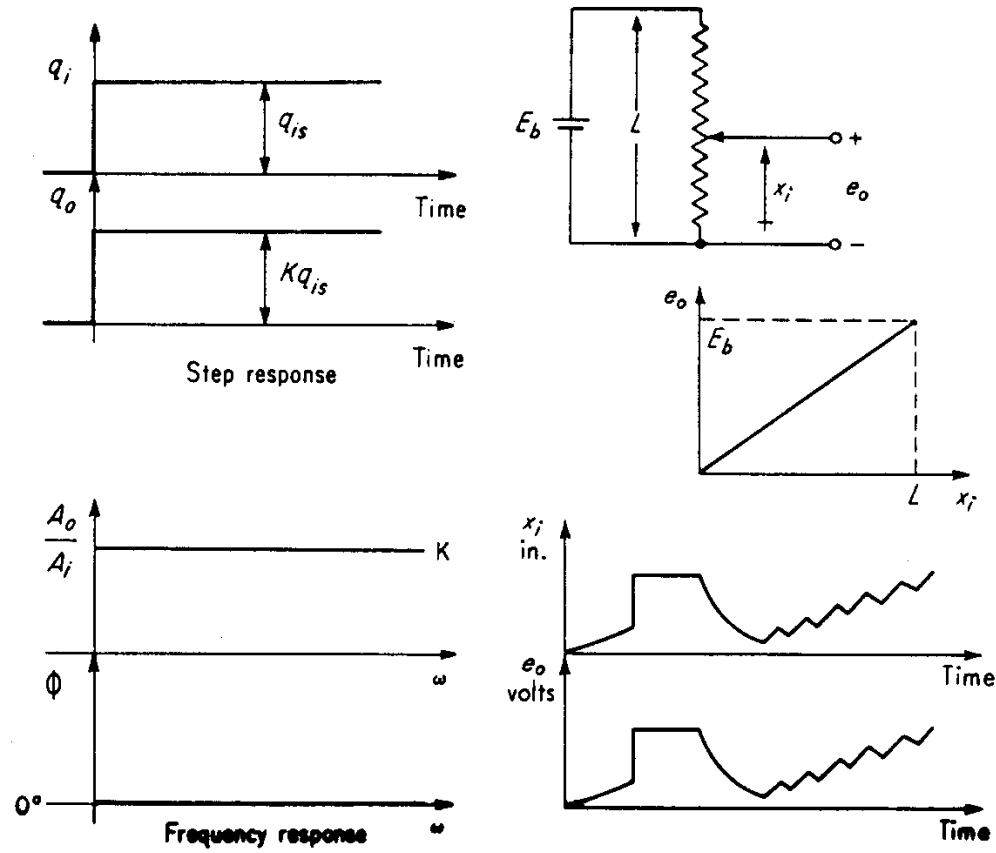 q_i
q_is
Time
q_o
Kq_is
Time
Step response
E_b
L
x_i
+
e_o
−
e_o
E_b
L
x_i
A_o
A_i
K
ω
Φ
0°
ω
Frequency response
x_i
in.
Time
e_o
volts
Time